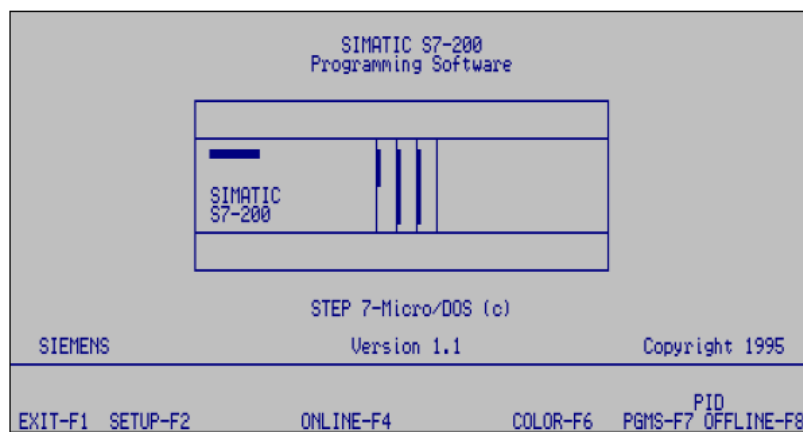 SIMATIC S7-200
Programming Software
SIMATIC
S7-200
STEP 7-Micro/DOS (c)
SIEMENS Version 1.1 Copyright 1995
PID
EXIT-F1 SETUP-F2 ONLINE-F4 COLOR-F6 PGMS-F7 OFFLINE-F8